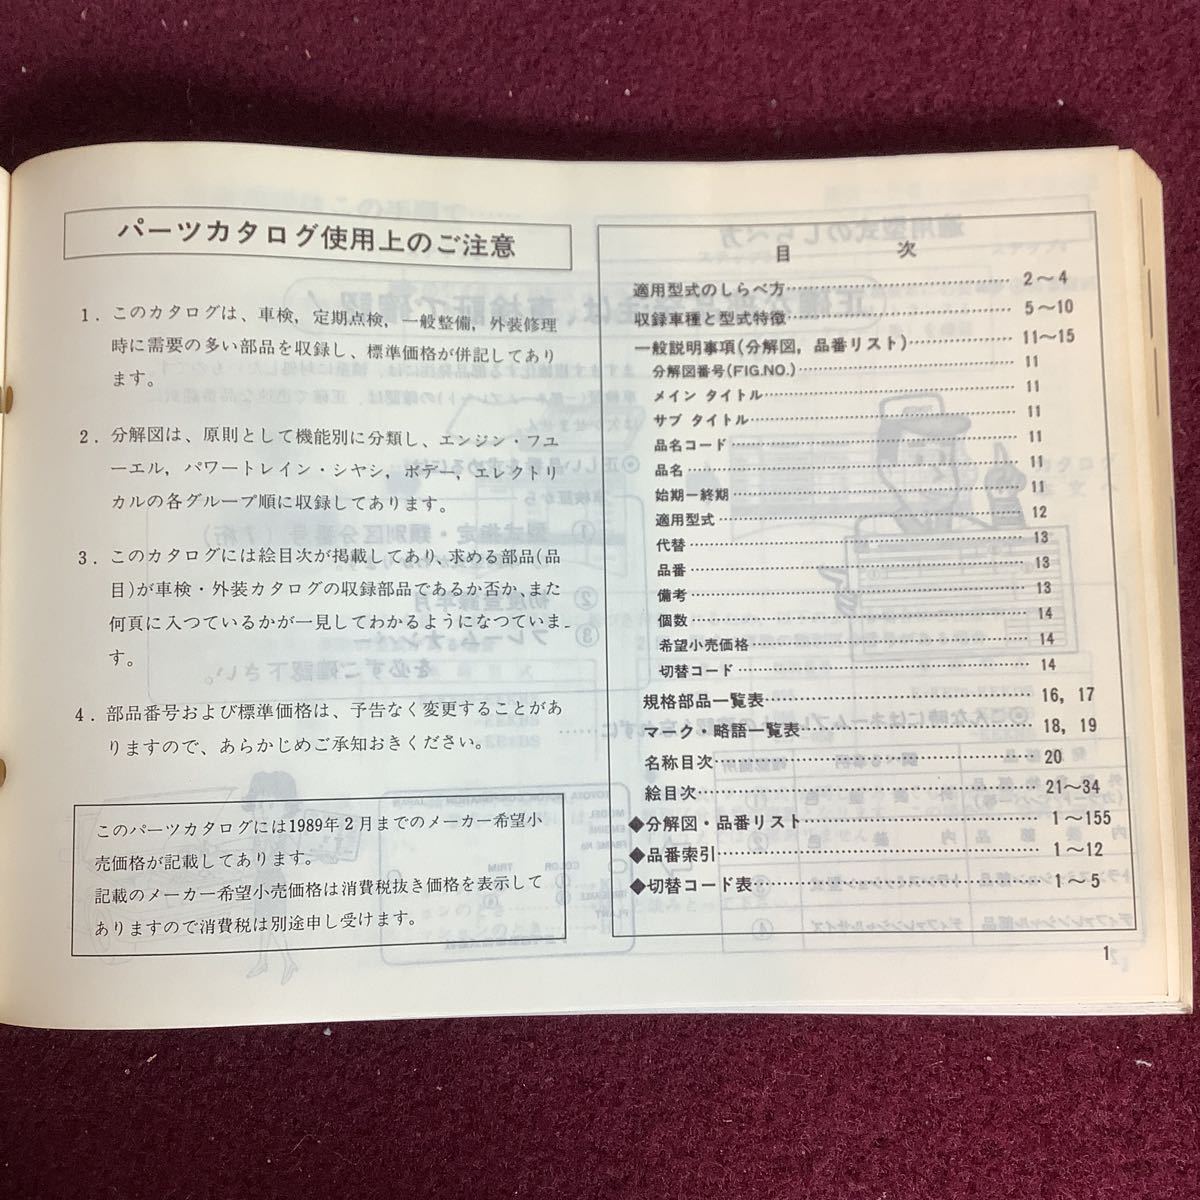 パーツカタログ使用上のご注意
1. このカタログは、車検，定期点検，一般整備，外装修理
時に需要の多い部品を収録し、標準価格が併記してあり
ます。
2. 分解図は、原則として機能別に分類し、エンジン・フュ
ーエル，パワートレイン・シヤシ，ボデー，エレクトリ
カルの各グループ順に収録してあります。
3. このカタログには絵目次が掲載してあり、求める部品(品
目)が車検・外装カタログの収録部品であるか否か、また
何頁に入つているかが一見してわかるようになつていま
す。
4. 部品番号および標準価格は、予告なく変更することがあ
りますので、あらかじめご承知おきください。
このパーツカタログには1989年2月までのメーカー希望小
売価格が記載してあります。
記載のメーカー希望小売価格は消費税抜き価格を表示して
ありますので消費税は別途申し受けます。
目 次
適用型式のしらべ方 2〜4
収録車種と型式特徴 5〜10
一般説明事項(分解図，品番リスト) 11〜15
分解図番号(FIG.NO.) 11
メイン タイトル 11
サブ タイトル 11
品名コード 11
品名 11
始期ー終期 11
適用型式 12
代替 13
品番 13
備考 13
個数 14
希望小売価格 14
切替コード 14
規格部品一覧表 16，17
マーク・略語一覧表 18，19
名称目次 20
絵目次 21〜34
◆分解図・品番リスト 1〜155
◆品番索引 1〜12
◆切替コード表 1〜5
1